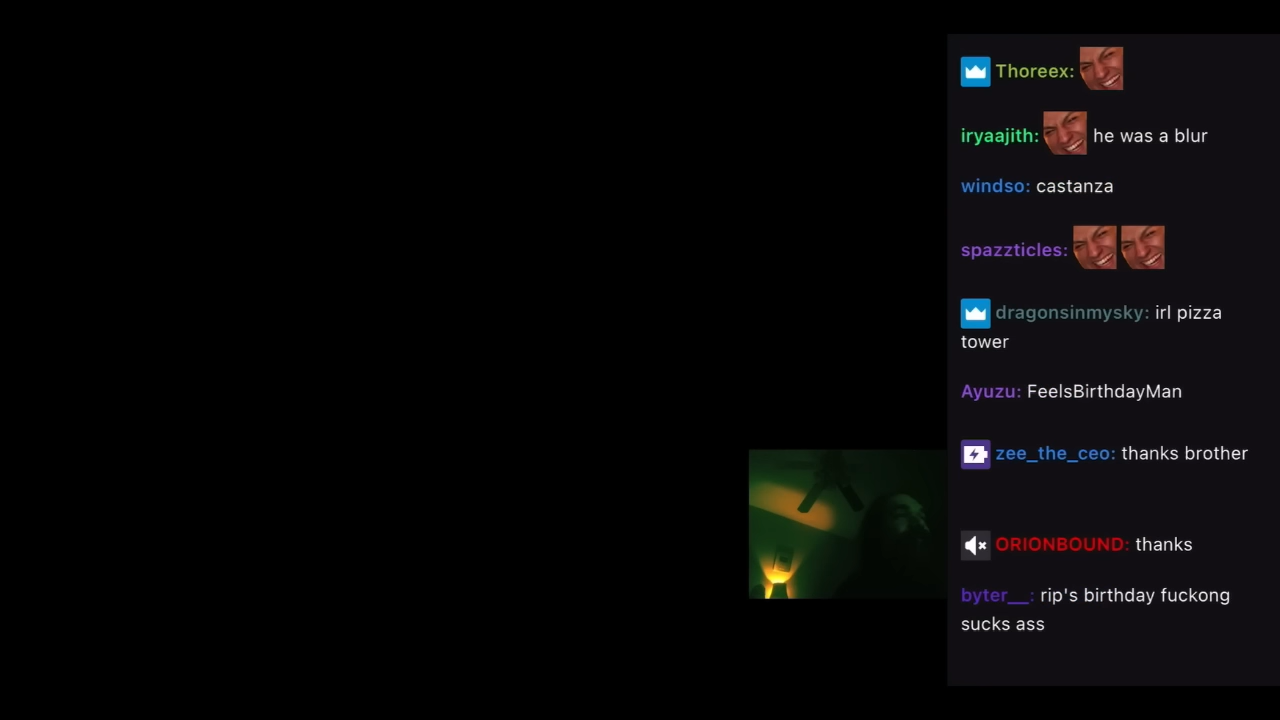 Thoreex:
iryaajith: he was a blur
windso: castanza
spazzticles:
dragonsinmysky: irl pizza
tower
Ayuzu: FeelsBirthdayMan
zee_the_ceo: thanks brother
ORIONBOUND: thanks
byter__: rip's birthday fuckong
sucks ass